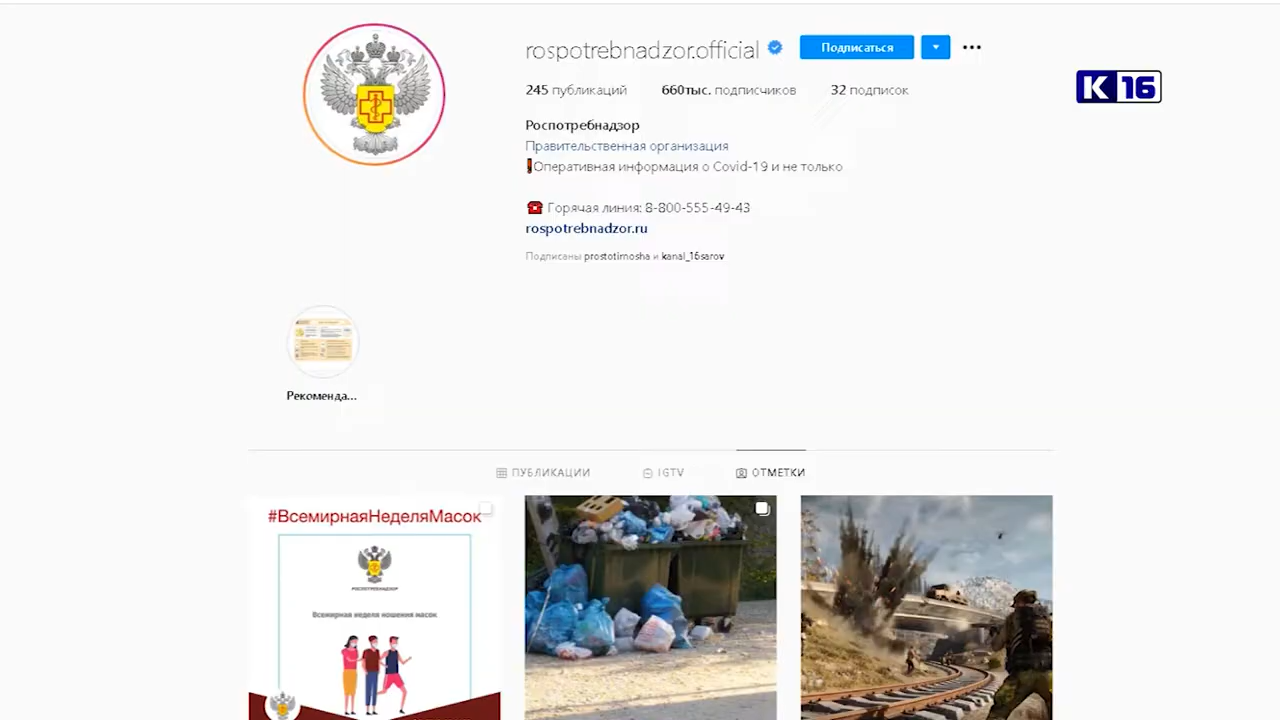 rospotrebnadzor.official
Подписаться
K 16
245 публикаций 660тыс. подписчиков 32 подписок
Роспотребнадзор
Правительственная организация
Оперативная информация о Covid-19 и не только
Горячая линия: 8-800-555-49-43
rospotrebnadzor.ru
Подписаны prostotimosha и kanal_16sarov
Рекоменда...
ПУБЛИКАЦИИ IGTV ОТМЕТКИ
#ВсемирнаяНеделяМасок
РОСПОТРЕБНАДЗОР
Всемирная неделя ношения масок